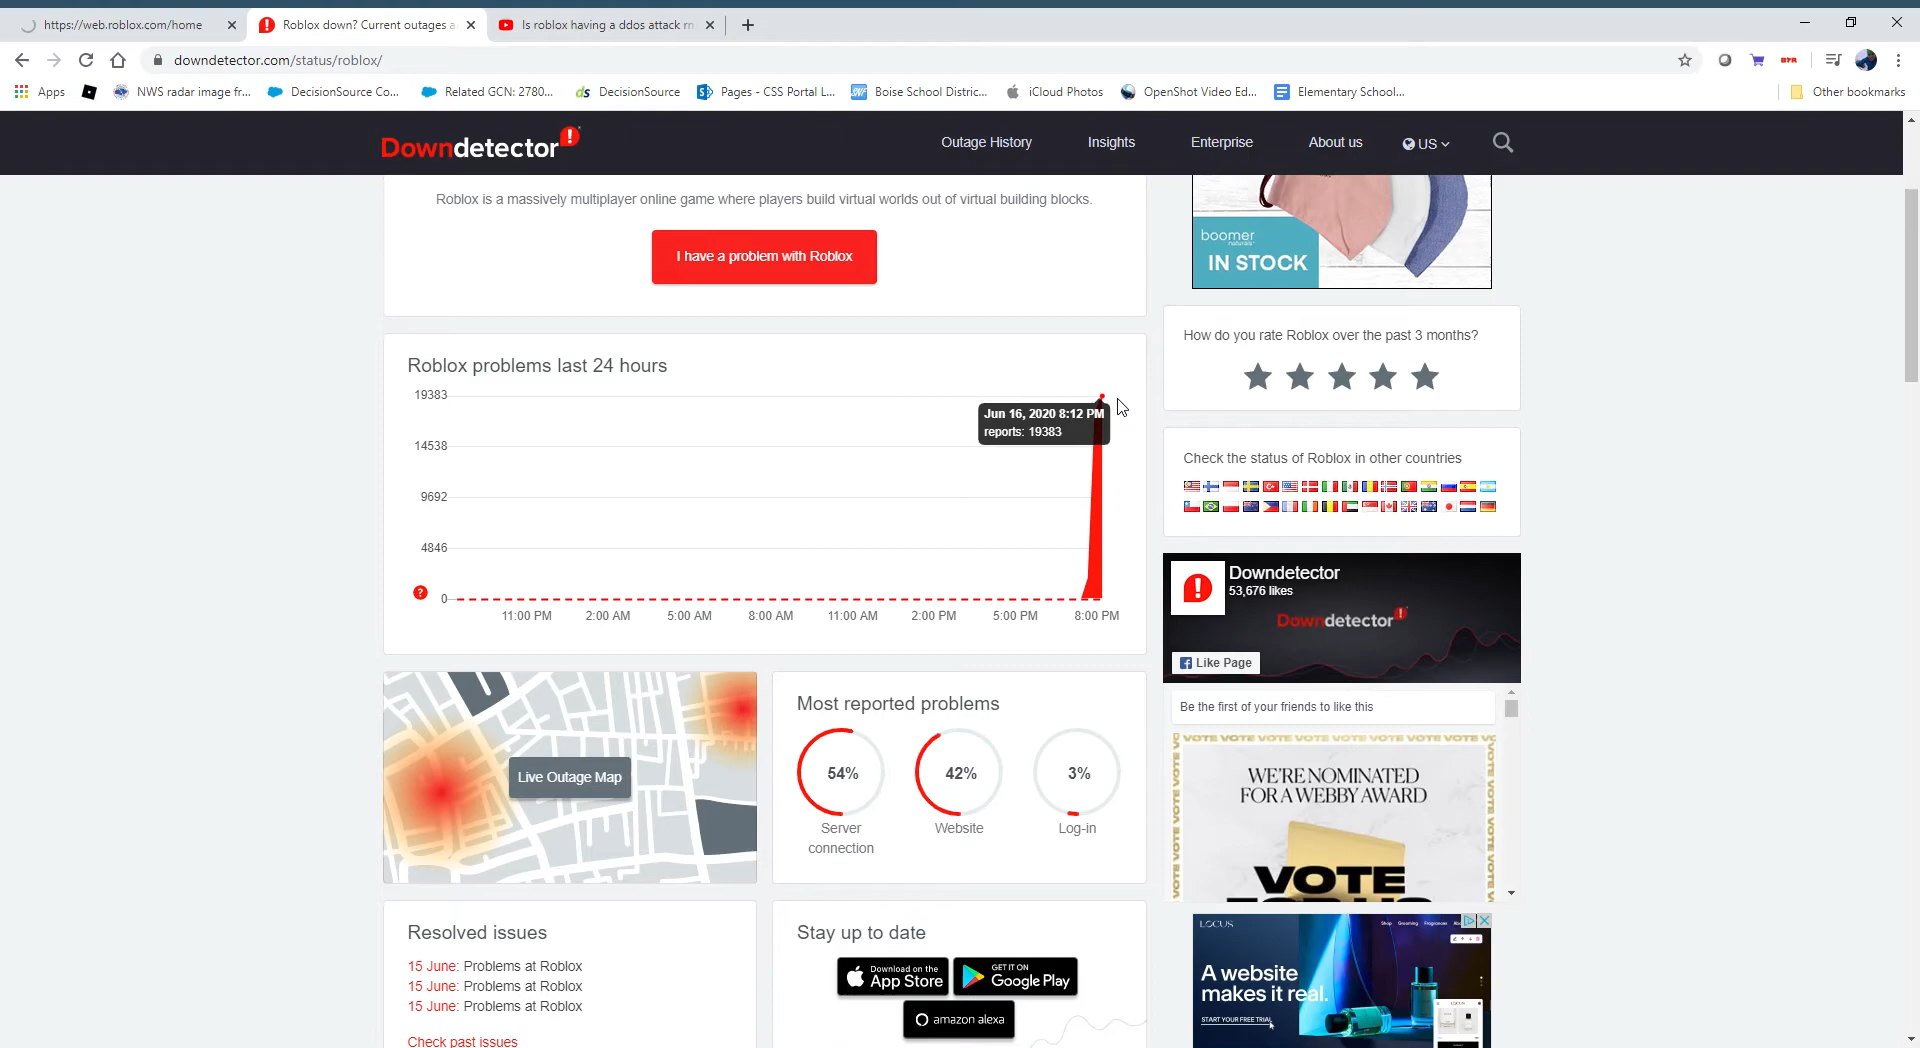 https://web.roblox.com/home
Roblox down? Current outages a
Is roblox having a ddos attack r
downdetector.com/status/roblox/
Apps
NWS radar image fr...
DecisionSource Co...
Related GCN: 2780...
ds DecisionSource
Pages - CSS Portal L...
Boise School Distric...
iCloud Photos
OpenShot Video Ed...
Elementary School...
Other bookmarks
Downdetector
Outage History
Insights
Enterprise
About us
US
Roblox is a massively multiplayer online game where players build virtual worlds out of virtual building blocks.
I have a problem with Roblox
boomer
naturals
IN STOCK
How do you rate Roblox over the past 3 months?
Roblox problems last 24 hours
19383
14538
9692
4846
0
Jun 16, 2020 8:12 PM
reports: 19383
?
11:00 PM
2:00 AM
5:00 AM
8:00 AM
11:00 AM
2:00 PM
5:00 PM
8:00 PM
Check the status of Roblox in other countries
Downdetector
53,676 likes
Downdetector
Like Page
Be the first of your friends to like this
VOTE VOTE VOTE VOTE VOTE VOTE VOTE VOTE VOTE
WE'RE NOMINATED
FOR A WEBBY AWARD
VOTE
FOR US
Live Outage Map
Most reported problems
54%
Server
connection
42%
Website
3%
Log-in
Resolved issues
15 June: Problems at Roblox
15 June: Problems at Roblox
15 June: Problems at Roblox
Check past issues
Stay up to date
Download on the
App Store
GET IT ON
Google Play
amazon alexa
LOCUS
Shop
Grooming
Fragrances
A website
makes it real.
START YOUR FREE TRIAL